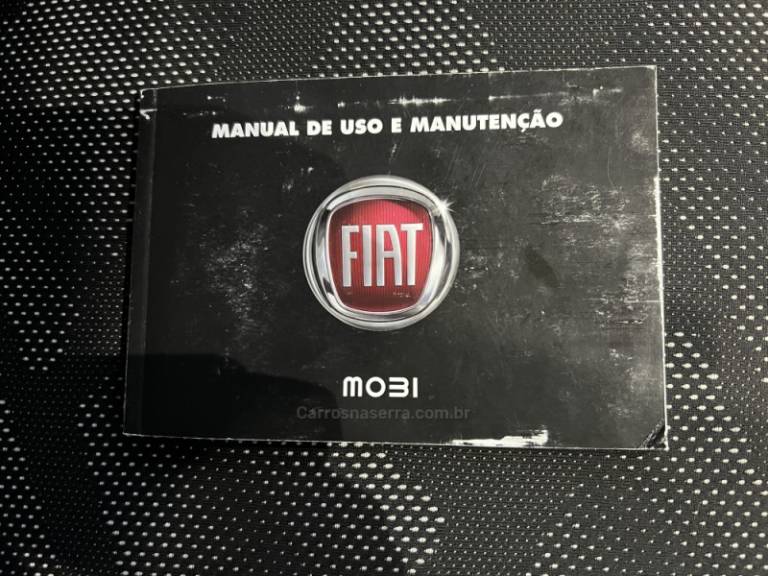 MANUAL DE USO E MANUTENÇÃO
FIAT
MOBI
Carrosnaserra.com.br